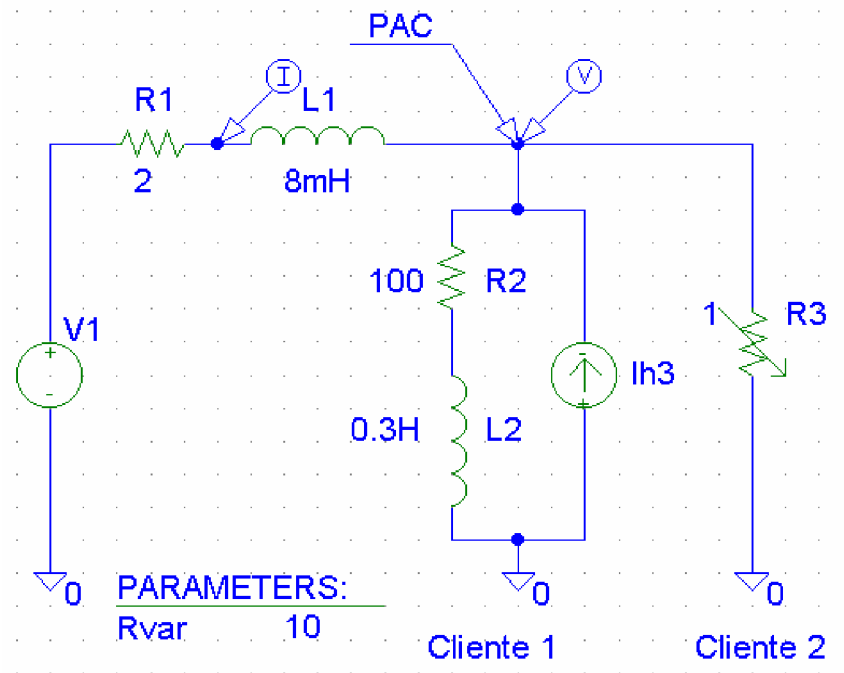 PAC
I
V
R1
L1
2
8mH
100
R2
1
R3
V1
+
-
-
+
Ih3
0.3H
L2
0
0
0
PARAMETERS:
Rvar 10
Cliente 1
Cliente 2